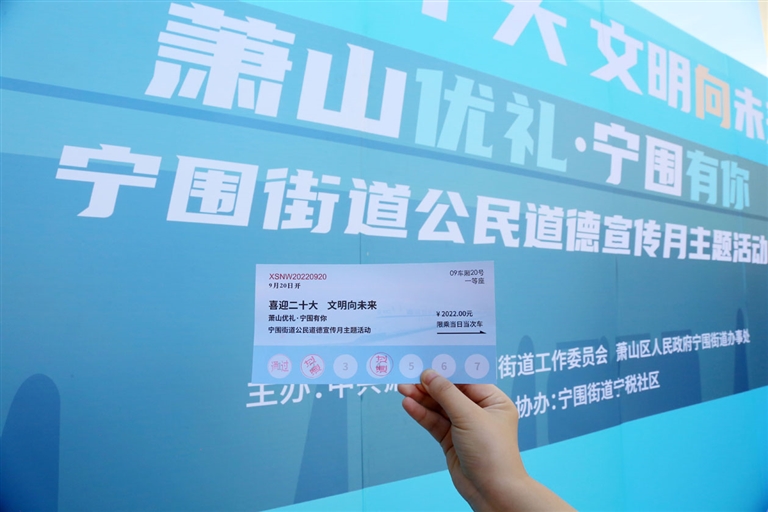 十大 文明向未
萧山优礼·宁围有你
宁围街道公民道德宣传月主题活动
XSNW20220920
09车厢20号
9月20日开
一等座
喜迎二十大 文明向未来
¥2022.00元
萧山优礼·宁围有你
限乘当日当次车
宁围街道公民道德宣传月主题活动
3
5
6
7
街道工作委员会 萧山区人民政府宁围街道办事处
主办:中共
协办:宁围街道宁税社区